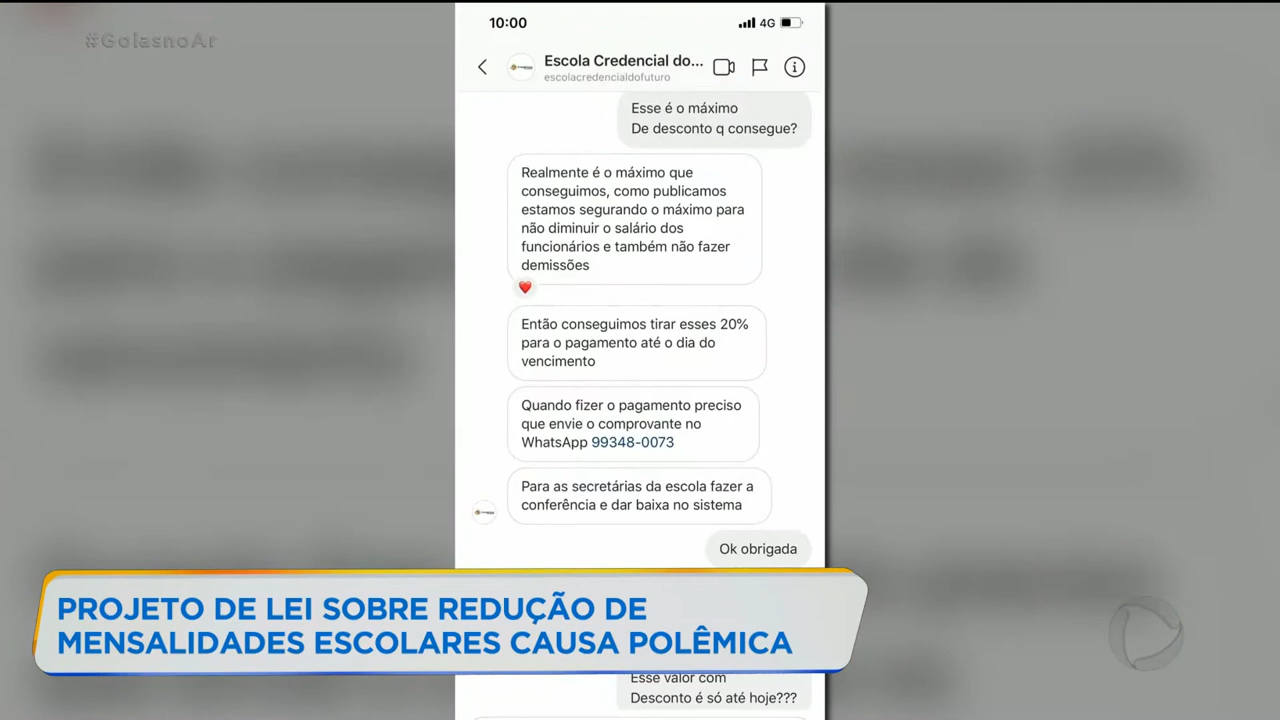 #GoiasnoAr
10:00
4G
Escola Credencial do...
escolacredencialdofuturo
Esse é o máximo
De desconto q consegue?
Realmente é o máximo que
conseguimos, como publicamos
estamos segurando o máximo para
não diminuir o salário dos
funcionários e também não fazer
demissões
Então conseguimos tirar esses 20%
para o pagamento até o dia do
vencimento
Quando fizer o pagamento preciso
que envie o comprovante no
WhatsApp 99348-0073
Para as secretárias da escola fazer a
conferência e dar baixa no sistema
Ok obrigada
PROJETO DE LEI SOBRE REDUÇÃO DE
MENSALIDADES ESCOLARES CAUSA POLÊMICA
Esse valor com
Desconto é só até hoje???